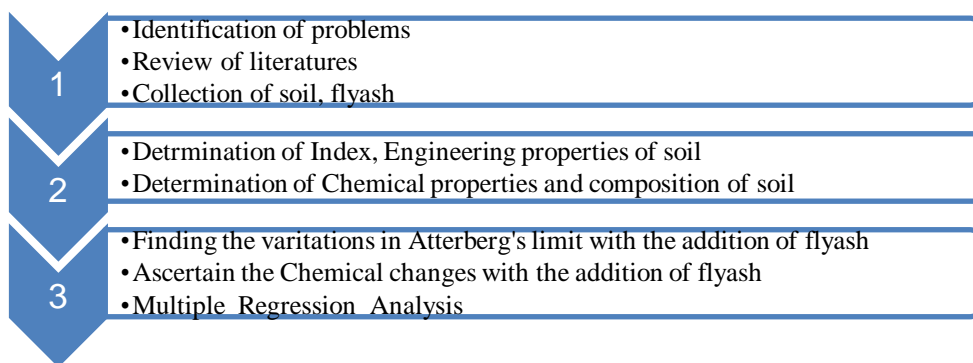 1
•Identification of problems
•Review of literatures
•Collection of soil, flyash
2
•Detrmination of Index, Engineering properties of soil
•Determination of Chemical properties and composition of soil
3
•Finding the varitations in Atterberg's limit with the addition of flyash
•Ascertain the Chemical changes with the addition of flyash
•Multiple Regression Analysis